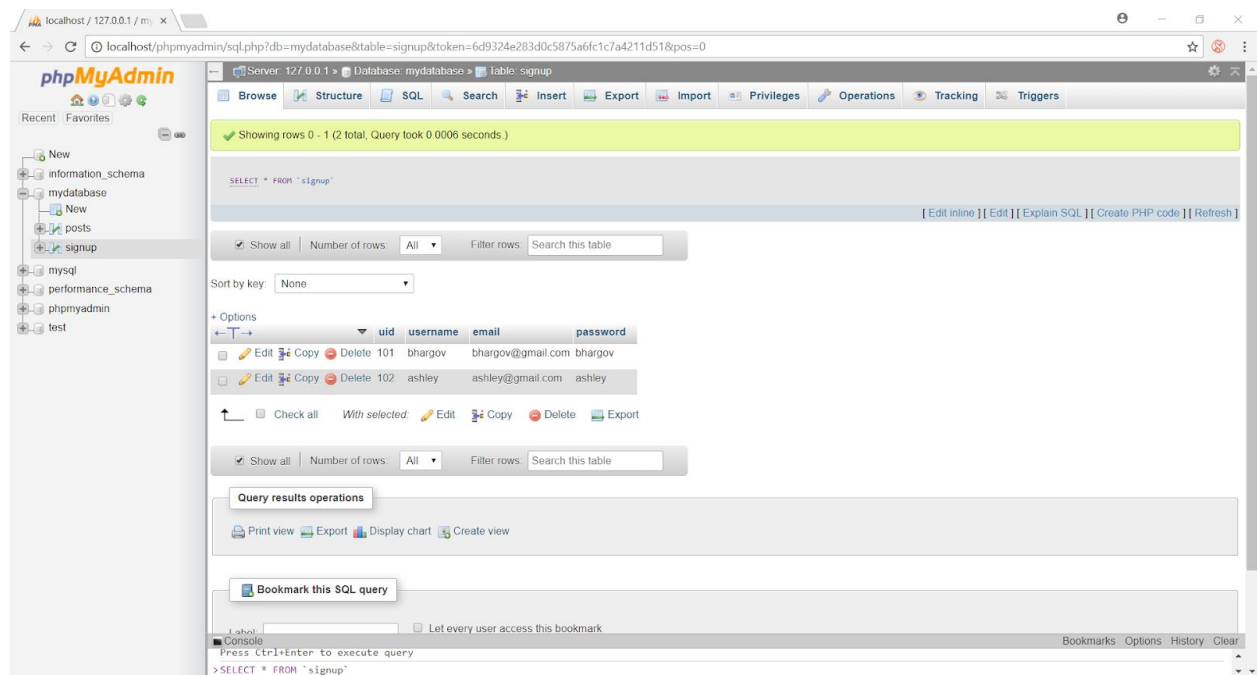 localhost / 127.0.0.1 / my
localhost/phpmyadmin/sql.php?db=mydatabase&table=signup&token=6d9324e283d0c5875a6fc1c7a4211d51&pos=0
phpMyAdmin
Recent Favorites
New
information_schema
mydatabase
New
posts
signup
mysql
performance_schema
phpmyadmin
test
Server: 127.0.0.1 » Database: mydatabase » Table: signup
Browse Structure SQL Search Insert Export Import Privileges Operations Tracking Triggers
Showing rows 0 - 1 (2 total, Query took 0.0006 seconds.)
SELECT * FROM `signup`
[ Edit inline ] [ Edit ] [ Explain SQL ] [ Create PHP code ] [ Refresh ]
Show all Number of rows: All Filter rows: Search this table
Sort by key: None
+ Options
←T→ uid username email password
Edit Copy Delete 101 bhargov bhargov@gmail.com bhargov
Edit Copy Delete 102 ashley ashley@gmail.com ashley
Check all With selected: Edit Copy Delete Export
Show all Number of rows: All Filter rows: Search this table
Query results operations
Print view Export Display chart Create view
Bookmark this SQL query
Label: Let every user access this bookmark
Console Bookmarks Options History Clear
Press Ctrl+Enter to execute query
>SELECT * FROM `signup`